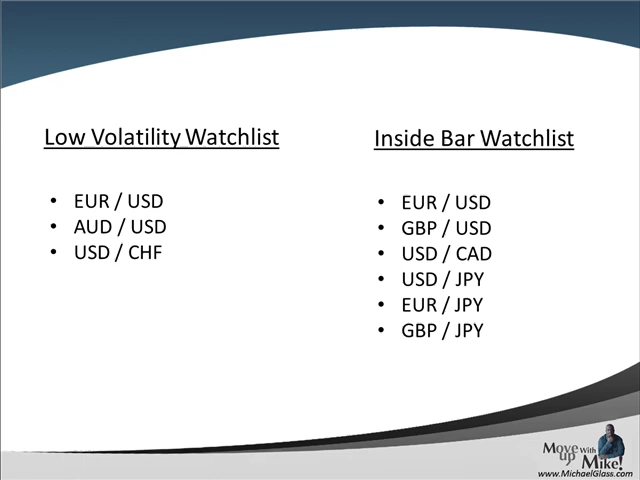 Low Volatility Watchlist
• EUR / USD
• AUD / USD
• USD / CHF
Inside Bar Watchlist
• EUR / USD
• GBP / USD
• USD / CAD
• USD / JPY
• EUR / JPY
• GBP / JPY
Move up With Mike!
www.MichaelGlass.com